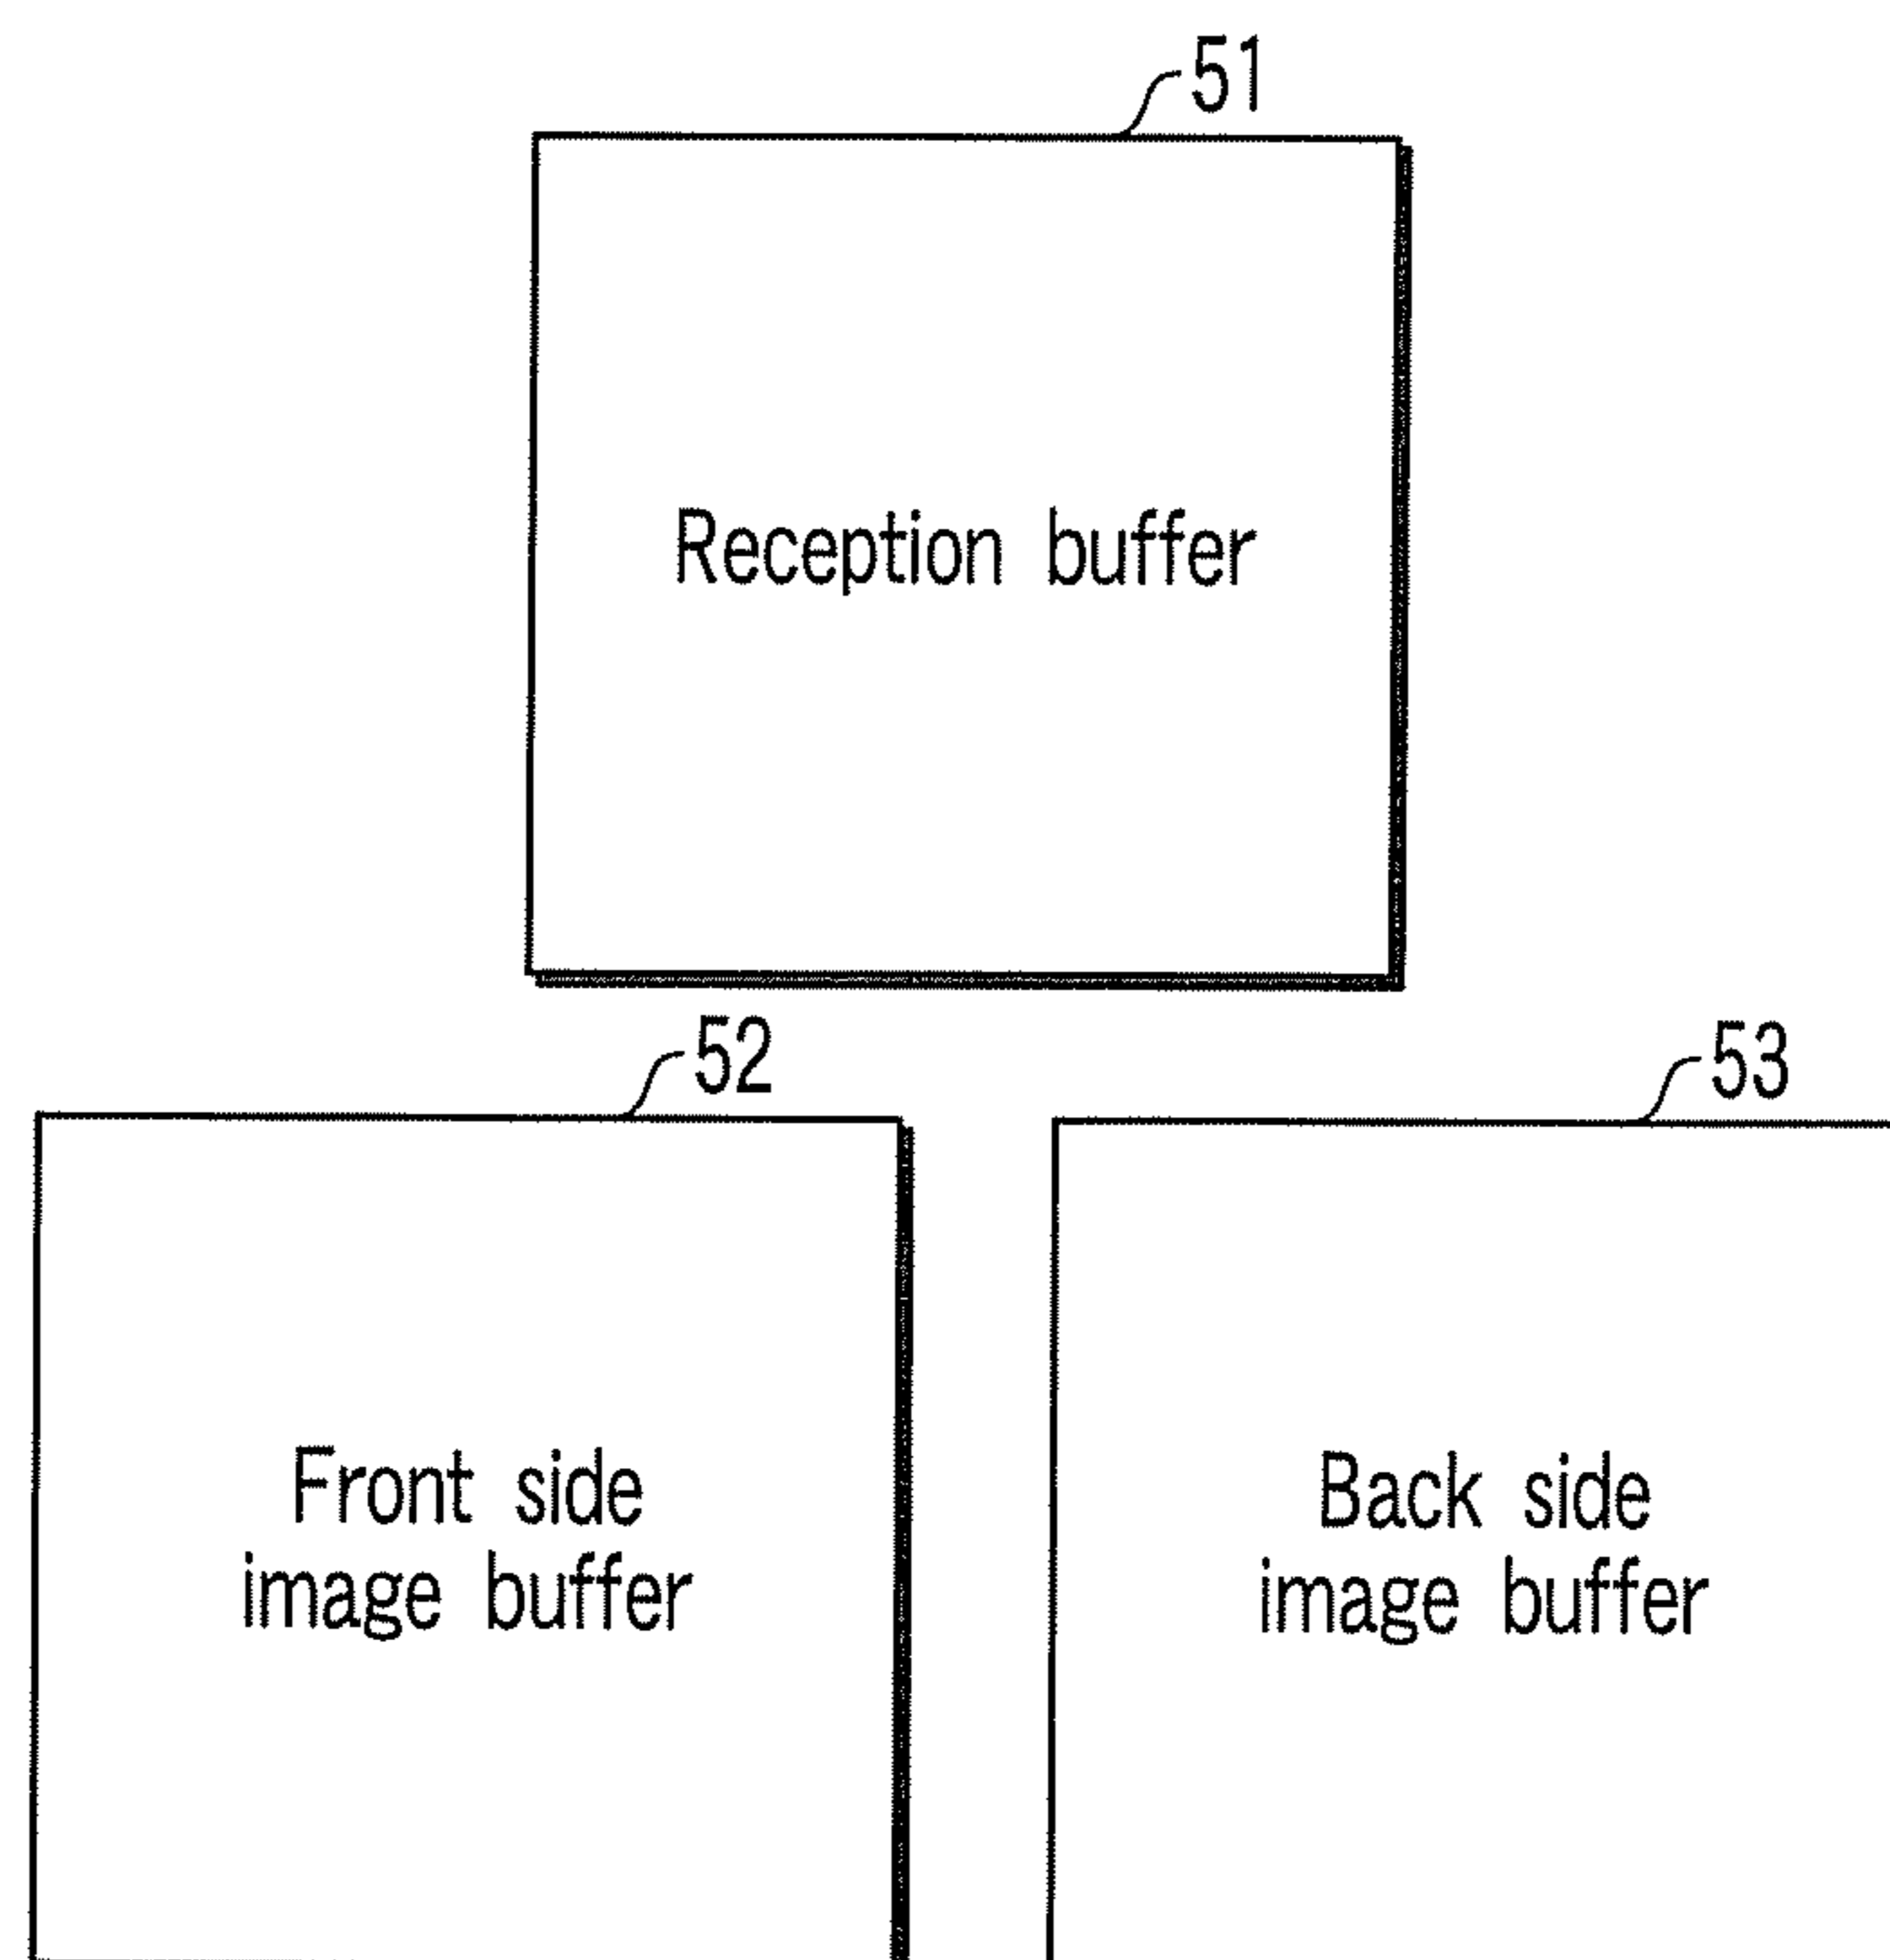 51
Reception buffer
52
53
Front side
image buffer
Back side
image buffer